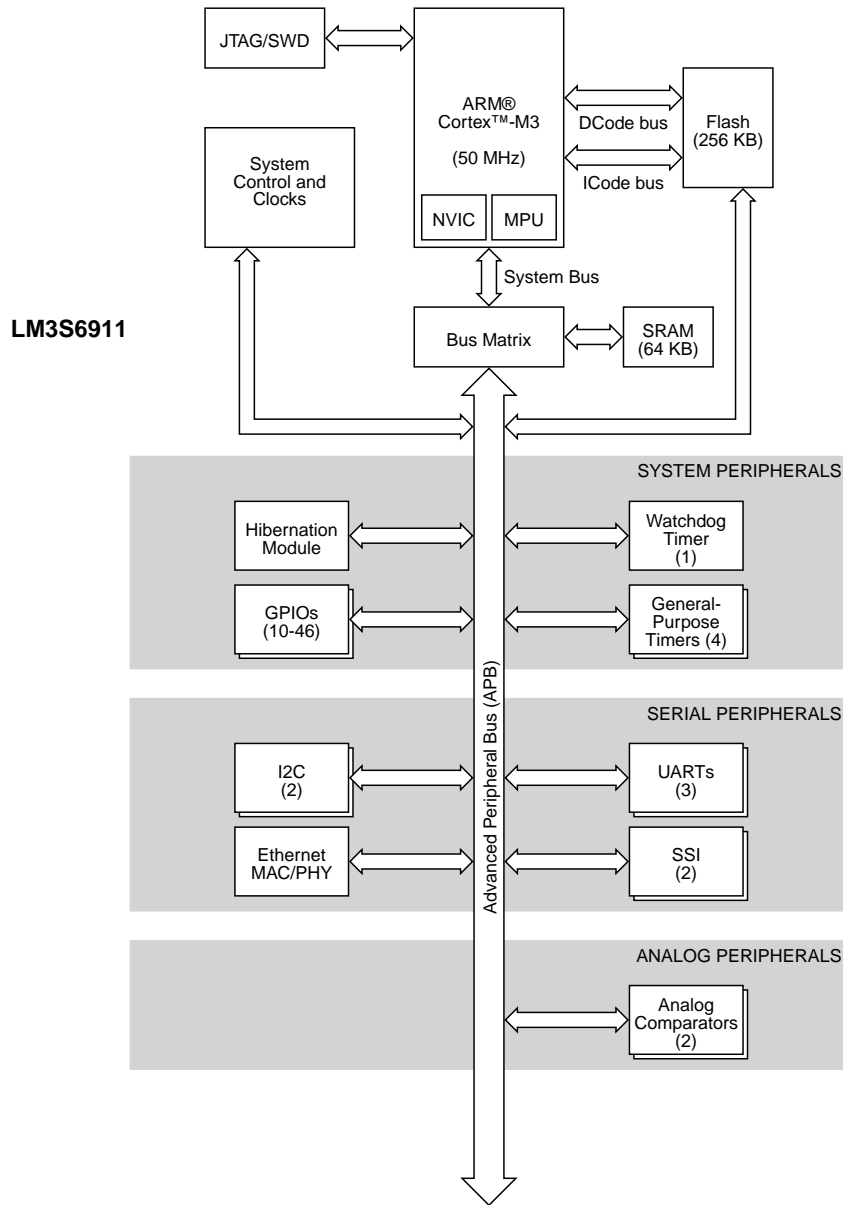 JTAG/SWD
ARM®
Cortex™-M3
(50 MHz)
NVIC
MPU
DCode bus
ICode bus
Flash
(256 KB)
System
Control and
Clocks
System Bus
LM3S6911
Bus Matrix
SRAM
(64 KB)
SYSTEM PERIPHERALS
Hibernation
Module
Watchdog
Timer
(1)
GPIOs
(10-46)
General-
Purpose
Timers (4)
Advanced Peripheral Bus (APB)
SERIAL PERIPHERALS
I2C
(2)
UARTs
(3)
Ethernet
MAC/PHY
SSI
(2)
ANALOG PERIPHERALS
Analog
Comparators
(2)